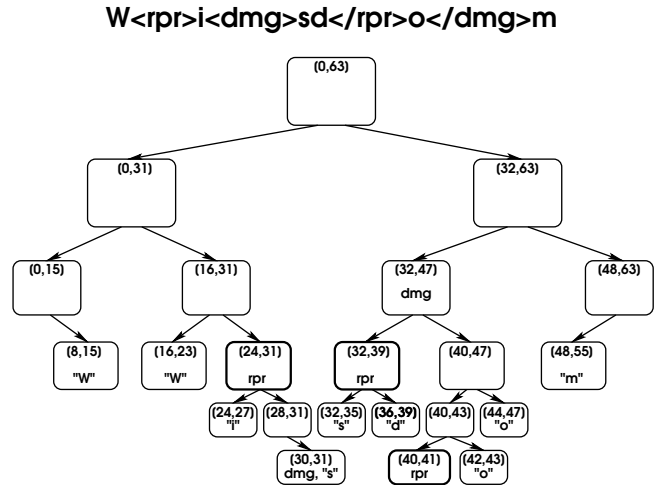 W<rpr>i<dmg>sd</rpr>o</dmg>m
(0,63)
(0,31) (32,63)
(0,15) (16,31) (32,47) (48,63)
dmg
(8,15) (16,23) (24,31) (32,39) (40,47) (48,55)
"W" "W" rpr rpr "m"
(24,27) (28,31) (32,35) (36,39) (40,43) (44,47)
"i" "s" "d" "o"
(30,31) (40,41) (42,43)
dmg, "s" rpr "o"